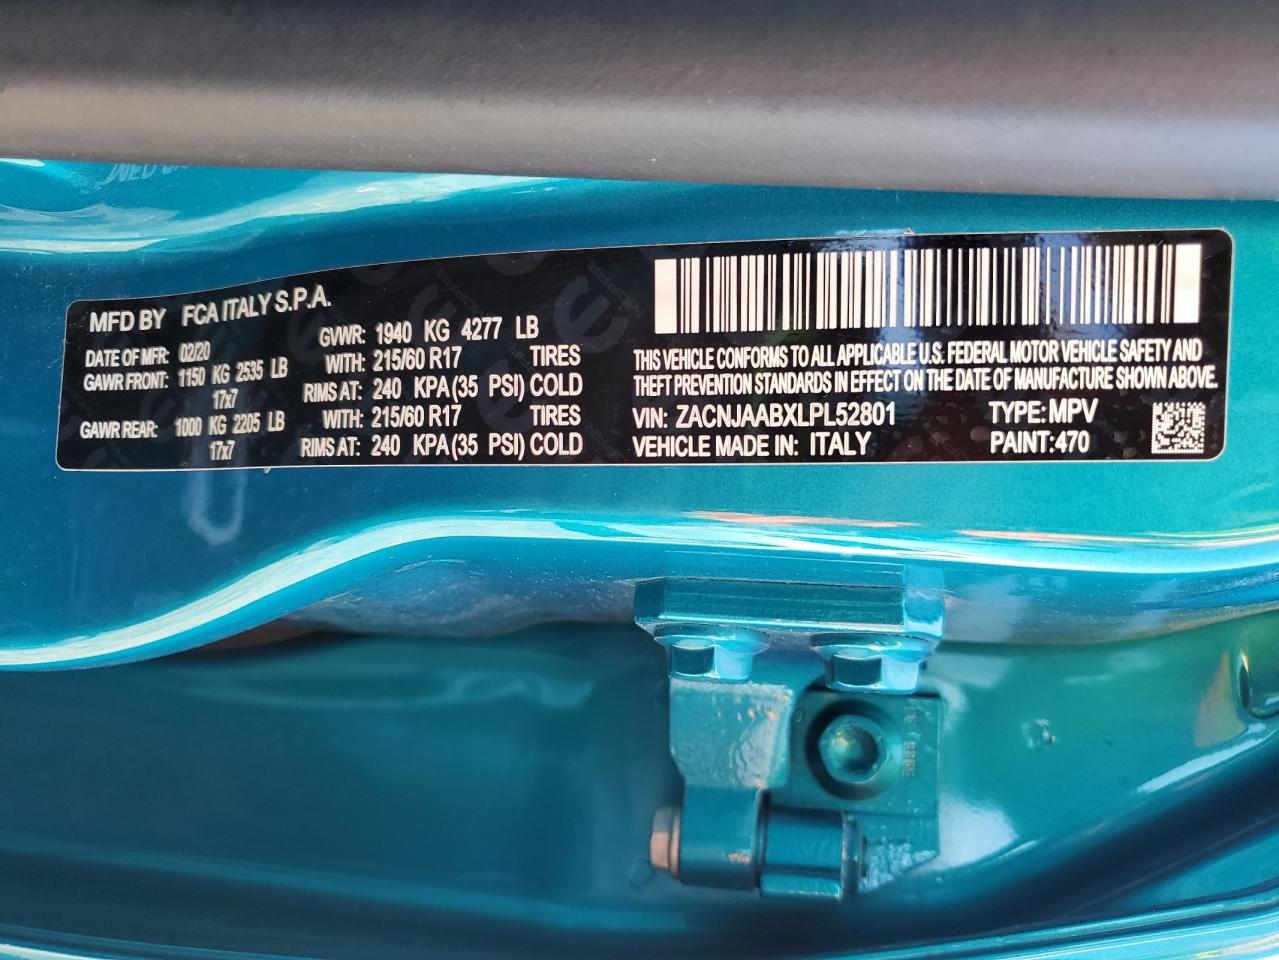 MFD BY FCA ITALY S.P.A.
DATE OF MFR: 02/20 GVWR: 1940 KG 4277 LB
GAWR FRONT: 1150 KG 2535 LB WITH: 215/60 R17 TIRES
17x7 RIMS AT: 240 KPA (35 PSI) COLD
GAWR REAR: 1000 KG 2205 LB WITH: 215/60 R17 TIRES
17x7 RIMS AT: 240 KPA (35 PSI) COLD
THIS VEHICLE CONFORMS TO ALL APPLICABLE U.S. FEDERAL MOTOR VEHICLE SAFETY AND
THEFT PREVENTION STANDARDS IN EFFECT ON THE DATE OF MANUFACTURE SHOWN ABOVE.
VIN: ZACNJAABXLPL52801 TYPE: MPV
VEHICLE MADE IN: ITALY PAINT: 470